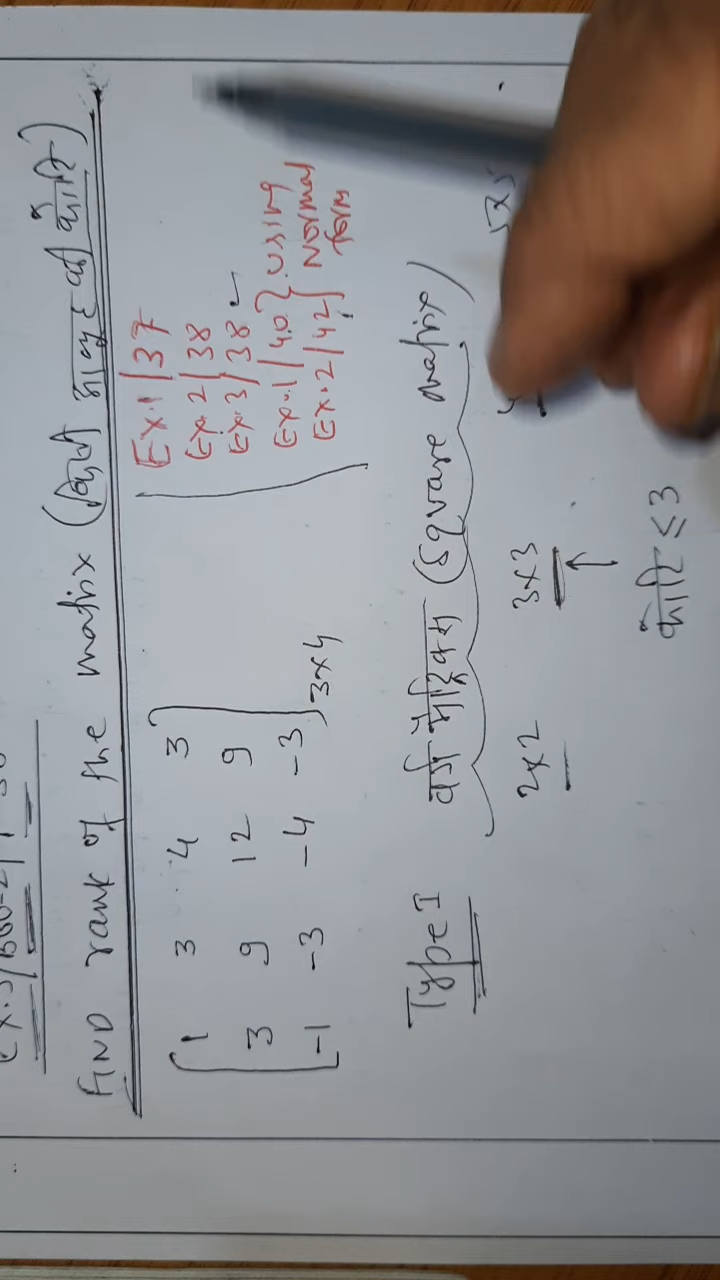 FIND rank of the matrix (दिये गये मैट्रिक्स की कोटि)
1 3 4 3
3 9 12 9
-1 -3 -4 -3
3×4
Ex.1/37
Ex.2/38
Ex.3/38
Ex.1/40
Ex.2/42
using
Normal
form
Type I वर्ग मैट्रिक्स (square matrix)
2×2 3×3
कोटि ≤ 3